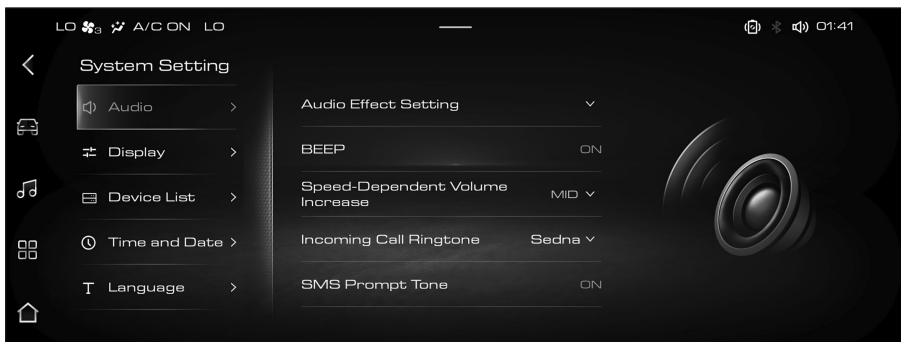 LO 3 A/C ON LO
01:41
System Setting
Audio
Display
Device List
Time and Date
T Language
Audio Effect Setting
BEEP ON
Speed-Dependent Volume
Increase MID
Incoming Call Ringtone Sedna
SMS Prompt Tone ON